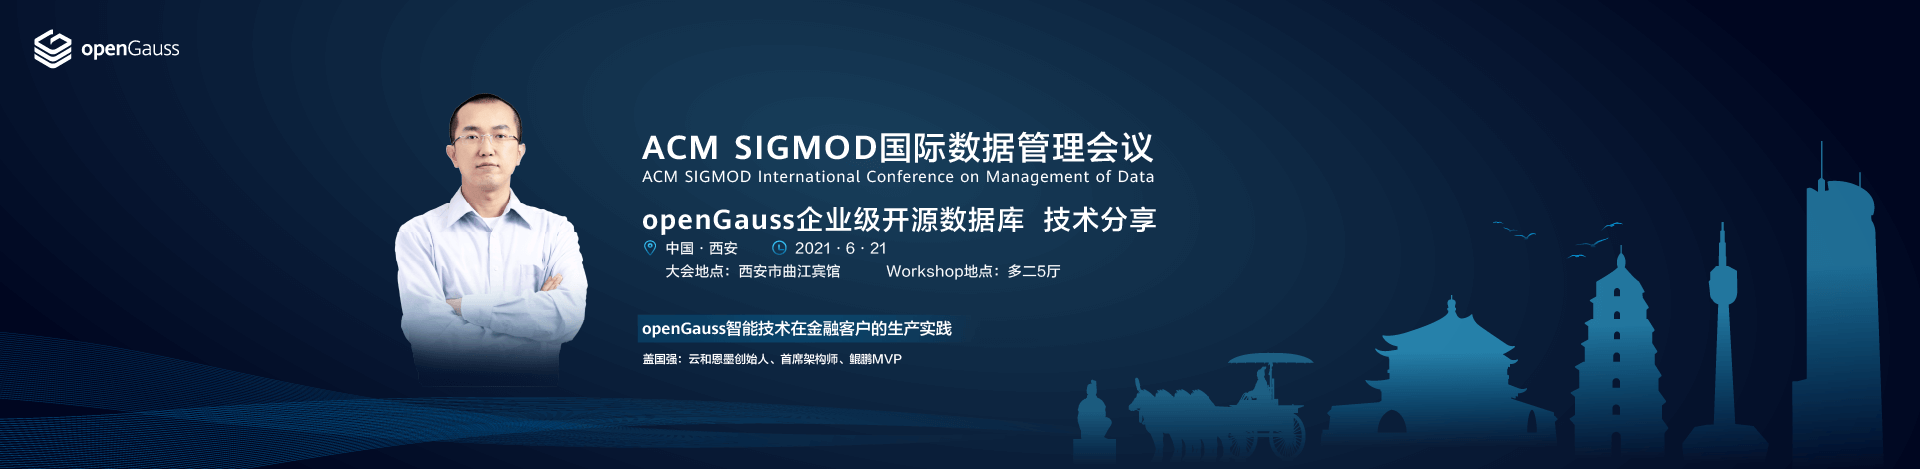 openGauss
ACM SIGMOD国际数据管理会议
ACM SIGMOD International Conference on Management of Data
openGauss企业级开源数据库 技术分享
中国·西安 2021·6·21
大会地点：西安市曲江宾馆 Workshop地点：多二5厅
openGauss智能技术在金融客户的生产实践
盖国强：云和恩墨创始人、首席架构师、鲲鹏MVP